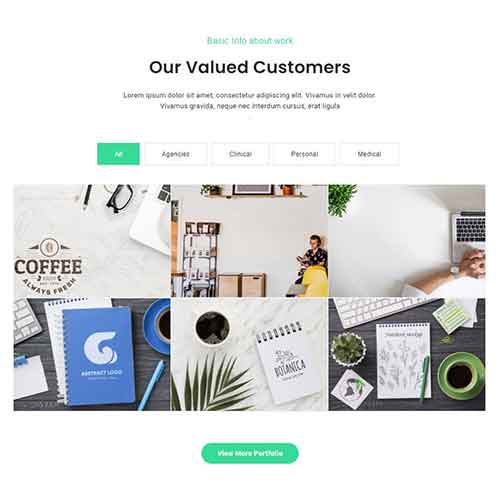 Basic Info about work
Our Valued Customers
Lorem ipsum dolor sit amet, consectetur adipiscing elit. Vivamus in velit dolor.
Vivamus gravida, neque nec interdum cursus, erat ligula
All
Agencies
Clinical
Personal
Medical
COFFEE
ALWAYS FRESH
ABSTRACT LOGO
BOTANICA
View More Portfolio